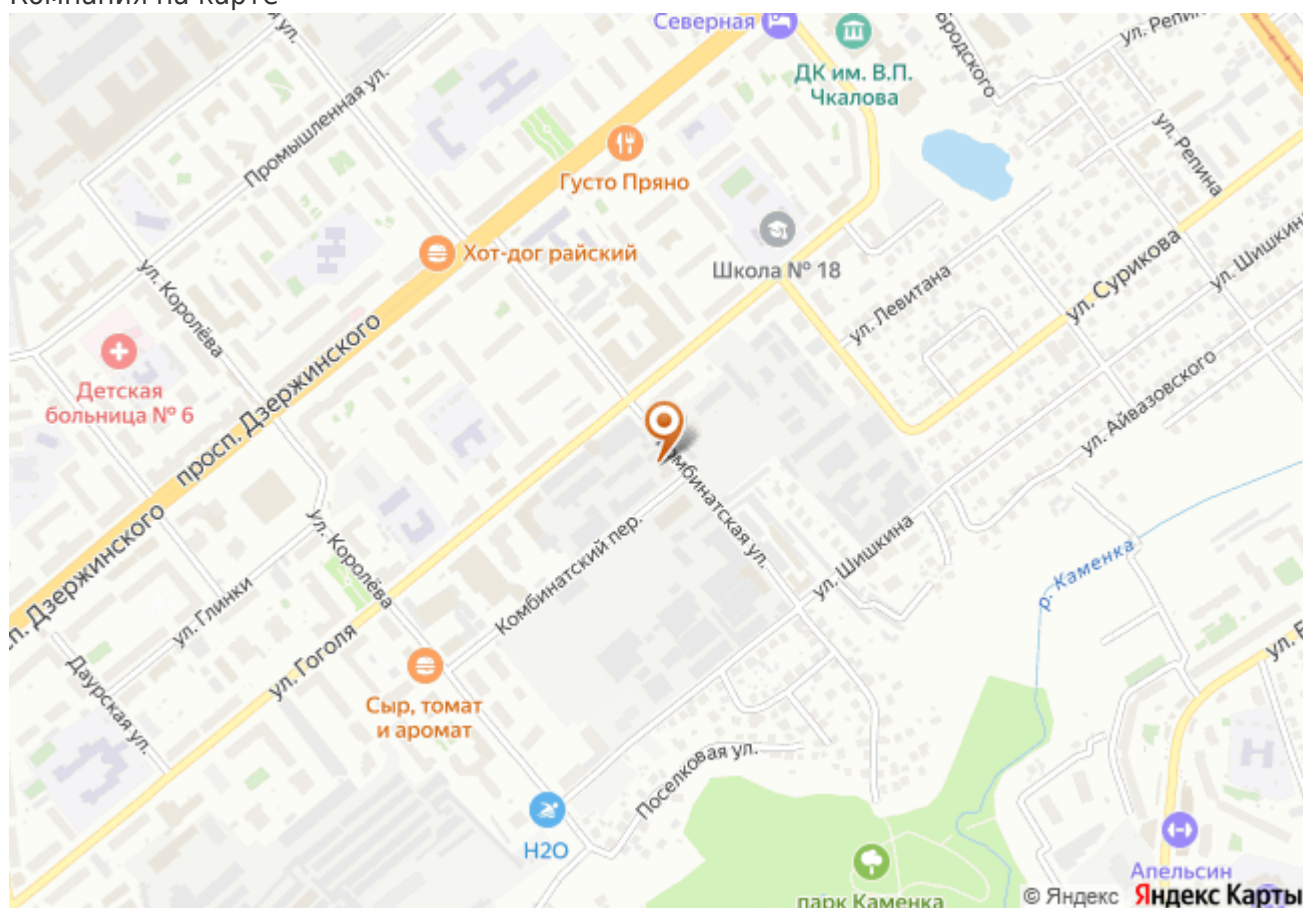 Компания на карте
Северная
ДК им. В.П.
Чкалова
ул. Репина
ул. Репина
Промышленная ул.
Густо Пряно
Хот-дог райский
Школа № 18
ул. Левитана
ул. Сурикова
ул. Королёва
Детская
больница № 6
просп. Дзержинского
ул. Айвазовского
Комбинатская ул.
Комбинатский пер.
ул. Шишкина
р. Каменка
ул. Королёва
ул. Глинки
ул. Гоголя
Даурская ул.
Сыр, томат
и аромат
Поселковая ул.
H2O
Апельсин
парк Каменка
© Яндекс Яндекс Карты